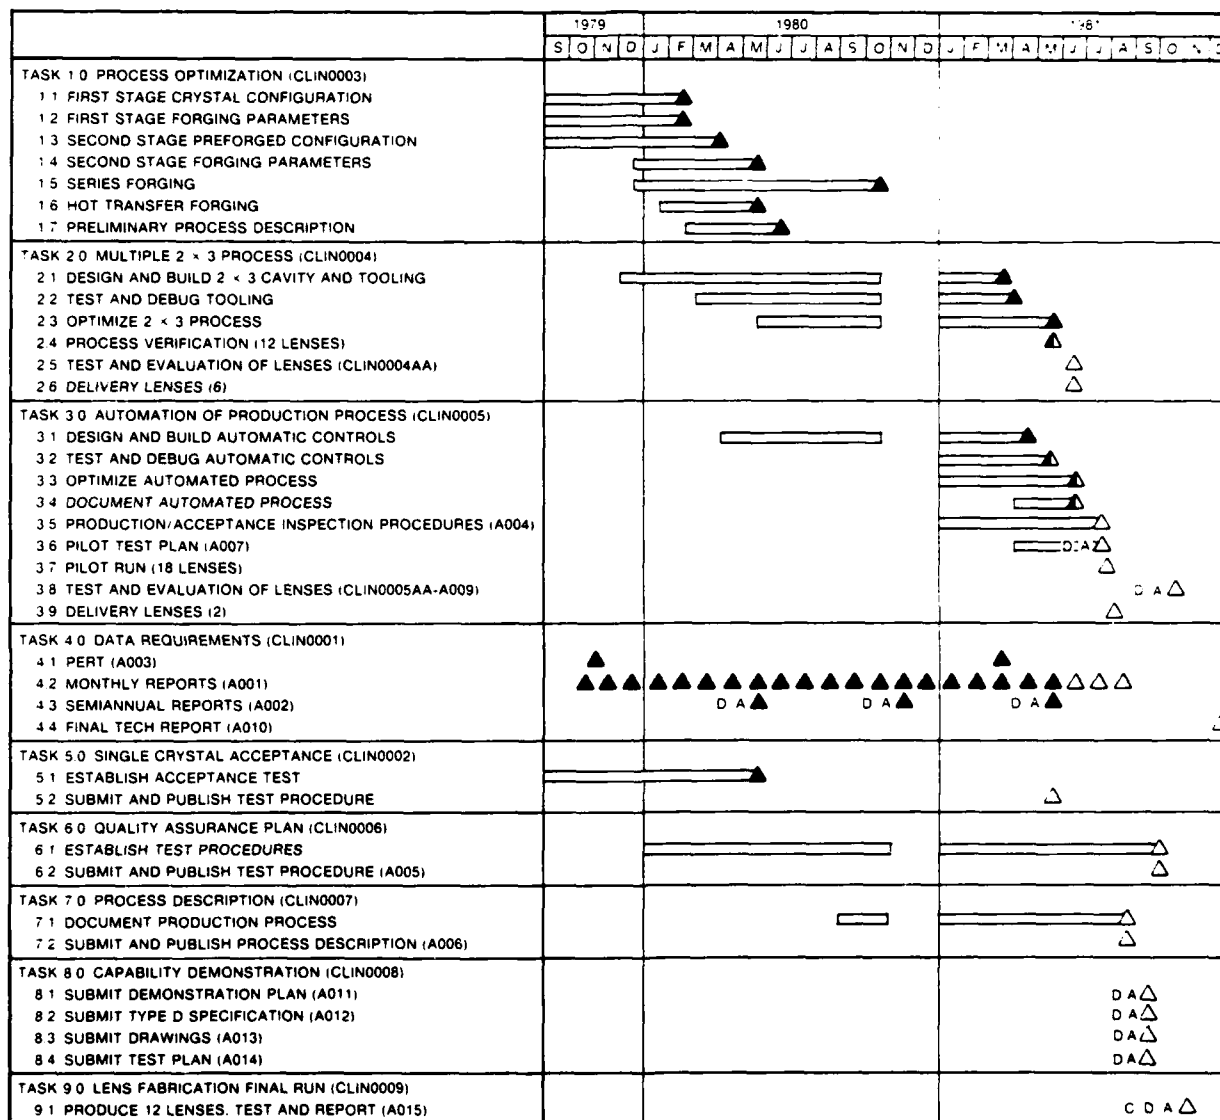 1979 1980 1981
S O N D J F M A M J J A S O N D J F M A M J J A S O N D
TASK 1 0 PROCESS OPTIMIZATION (CLIN0003)
1 1 FIRST STAGE CRYSTAL CONFIGURATION
1 2 FIRST STAGE FORGING PARAMETERS
1 3 SECOND STAGE PREFORGED CONFIGURATION
1 4 SECOND STAGE FORGING PARAMETERS
1 5 SERIES FORGING
1 6 HOT TRANSFER FORGING
1 7 PRELIMINARY PROCESS DESCRIPTION
TASK 2 0 MULTIPLE 2 × 3 PROCESS (CLIN0004)
2 1 DESIGN AND BUILD 2 × 3 CAVITY AND TOOLING
2 2 TEST AND DEBUG TOOLING
2 3 OPTIMIZE 2 × 3 PROCESS
2.4 PROCESS VERIFICATION (12 LENSES)
2 5 TEST AND EVALUATION OF LENSES (CLIN0004AA)
2 6 DELIVERY LENSES (6)
TASK 3 0 AUTOMATION OF PRODUCTION PROCESS (CLIN0005)
3 1 DESIGN AND BUILD AUTOMATIC CONTROLS
3 2 TEST AND DEBUG AUTOMATIC CONTROLS
3 3 OPTIMIZE AUTOMATED PROCESS
3 4 DOCUMENT AUTOMATED PROCESS
3 5 PRODUCTION/ACCEPTANCE INSPECTION PROCEDURES (A004)
3 6 PILOT TEST PLAN (A007) D A
3 7 PILOT RUN (18 LENSES)
3 8 TEST AND EVALUATION OF LENSES (CLIN0005AA-A009) D A
3 9 DELIVERY LENSES (2)
TASK 4 0 DATA REQUIREMENTS (CLIN0001)
4 1 PERT (A003)
4 2 MONTHLY REPORTS (A001)
4 3 SEMIANNUAL REPORTS (A002) D A D A D A
4 4 FINAL TECH REPORT (A010)
TASK 5.0 SINGLE CRYSTAL ACCEPTANCE (CLIN0002)
5 1 ESTABLISH ACCEPTANCE TEST
5 2 SUBMIT AND PUBLISH TEST PROCEDURE
TASK 6 0 QUALITY ASSURANCE PLAN (CLIN0006)
6 1 ESTABLISH TEST PROCEDURES
6 2 SUBMIT AND PUBLISH TEST PROCEDURE (A005)
TASK 7 0 PROCESS DESCRIPTION (CLIN0007)
7 1 DOCUMENT PRODUCTION PROCESS
7 2 SUBMIT AND PUBLISH PROCESS DESCRIPTION (A006)
TASK 8 0 CAPABILITY DEMONSTRATION (CLIN0008)
8 1 SUBMIT DEMONSTRATION PLAN (A011) D A
8 2 SUBMIT TYPE D SPECIFICATION (A012) D A
8 3 SUBMIT DRAWINGS (A013) D A
8 4 SUBMIT TEST PLAN (A014) D A
TASK 9 0 LENS FABRICATION FINAL RUN (CLIN0009)
9 1 PRODUCE 12 LENSES. TEST AND REPORT (A015) C D A